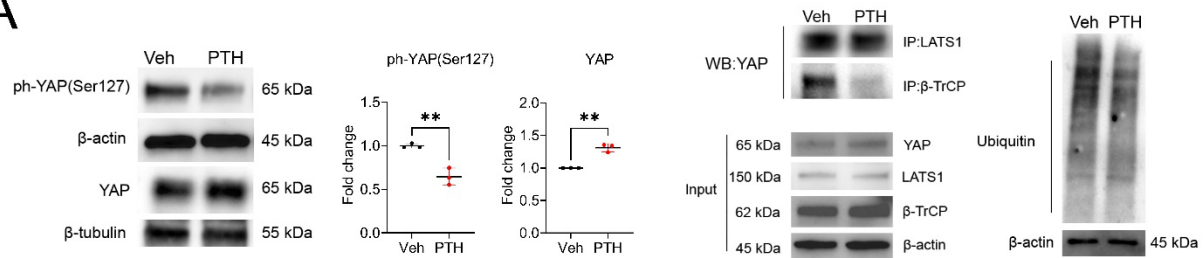 A
Veh PTH
ph-YAP(Ser127) 65 kDa
β-actin 45 kDa
YAP 65 kDa
β-tubulin 55 kDa
ph-YAP(Ser127)
Fold change
1.5
1.0
0.5
0.0
**
Veh PTH
YAP
Fold change
2.0
1.5
1.0
0.5
0.0
**
Veh PTH
Veh PTH
WB:YAP
IP:LATS1
IP:β-TrCP
Input
65 kDa YAP
150 kDa LATS1
62 kDa β-TrCP
45 kDa β-actin
Veh PTH
Ubiquitin
β-actin 45 kDa